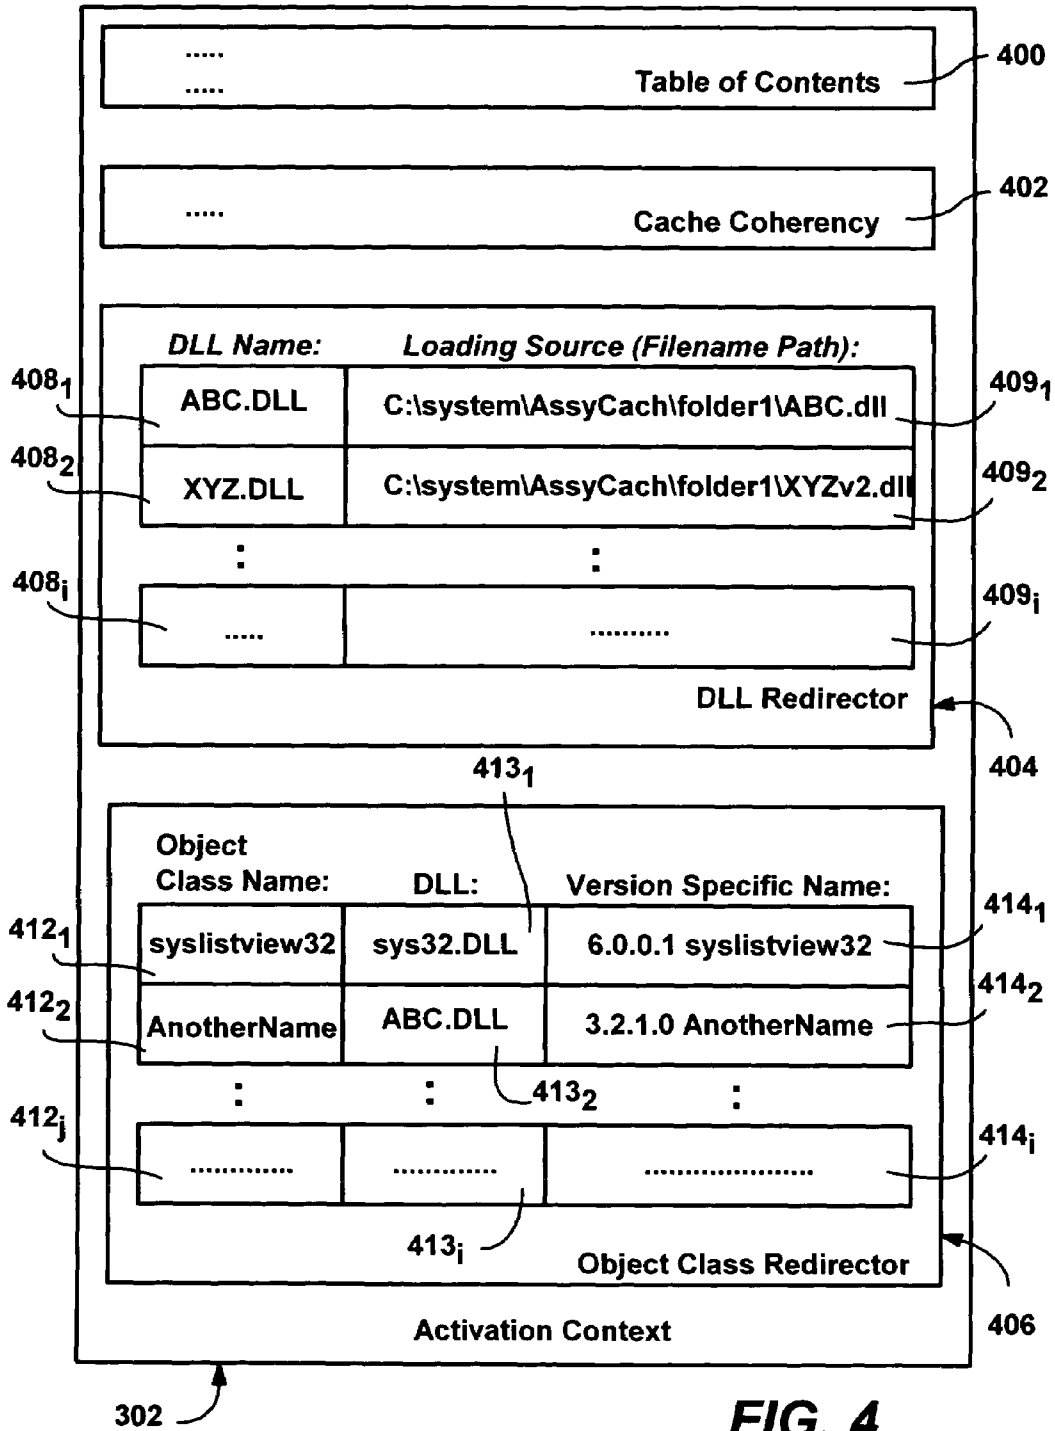 .....
400
.....
Table of Contents
402
.....
Cache Coherency
DLL Name: Loading Source (Filename Path):
408₁ ABC.DLL C:\system\AssyCach\folder1\ABC.dll 409₁
408₂ XYZ.DLL C:\system\AssyCach\folder1\XYZv2.dll 409₂
: :
408i ..... .......... 409i
DLL Redirector
404
413₁
Object
Class Name: DLL: Version Specific Name:
412₁ syslistview32 sys32.DLL 6.0.0.1 syslistview32 414₁
412₂ AnotherName ABC.DLL 3.2.1.0 AnotherName 414₂
: : :
413₂
412j ............. ............. ..................... 414i
413i
Object Class Redirector
406
Activation Context
302
FIG. 4